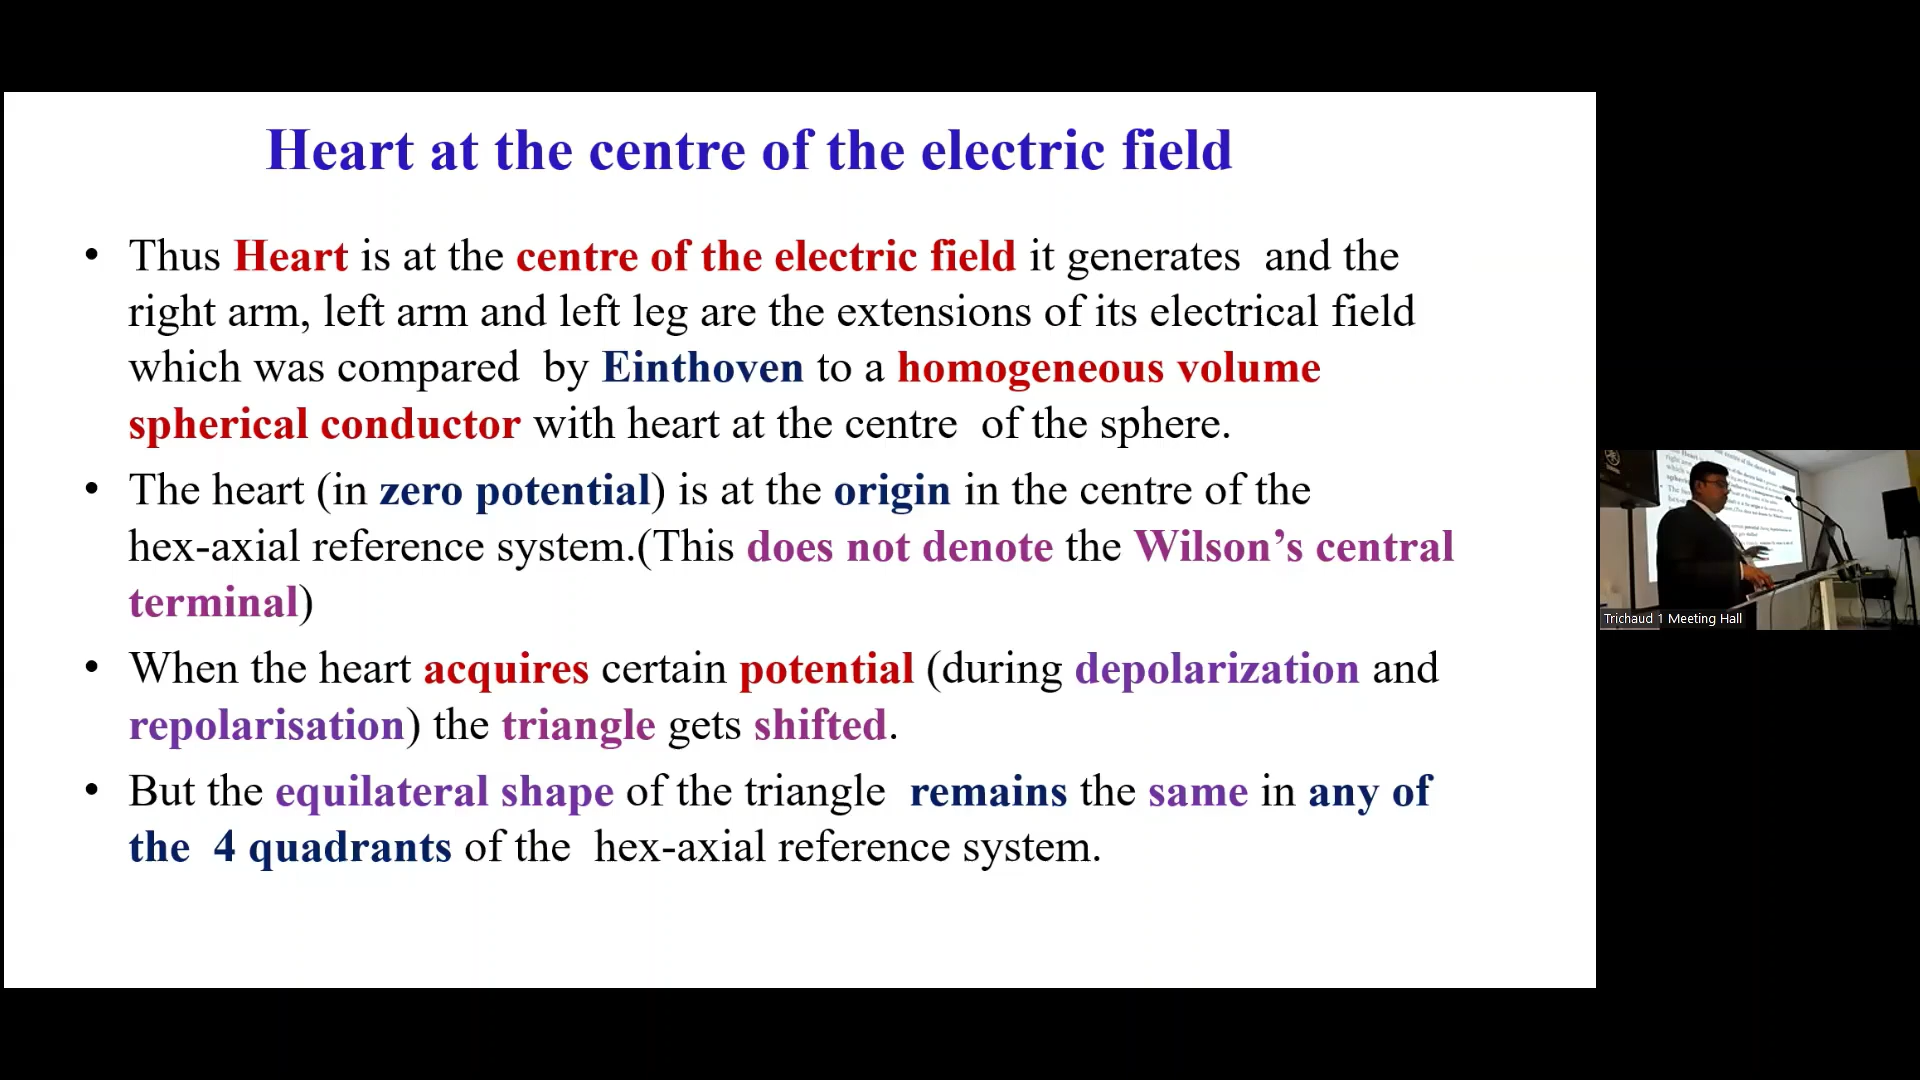 Heart at the centre of the electric field
• Thus Heart is at the centre of the electric field it generates and the
right arm, left arm and left leg are the extensions of its electrical field
which was compared by Einthoven to a homogeneous volume
spherical conductor with heart at the centre of the sphere.
• The heart (in zero potential) is at the origin in the centre of the
hex-axial reference system.(This does not denote the Wilson’s central
terminal)
• When the heart acquires certain potential (during depolarization and
repolarisation) the triangle gets shifted.
• But the equilateral shape of the triangle remains the same in any of
the 4 quadrants of the hex-axial reference system.
Trichaud 1 Meeting Hall